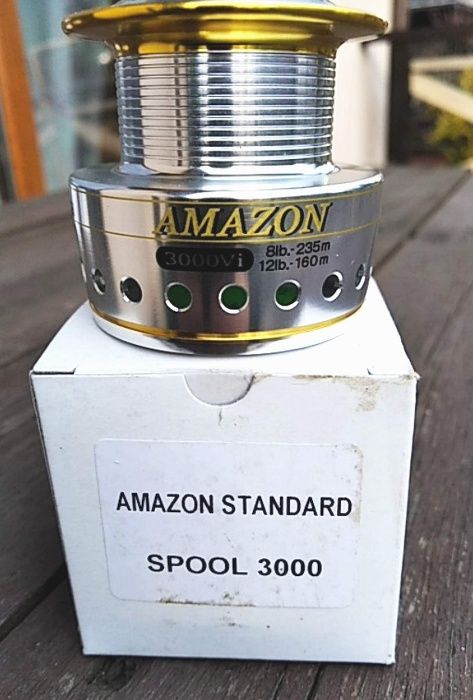 AMAZON
3000Vi 8lb.-235m
12lb.-160m
AMAZON STANDARD
SPOOL 3000